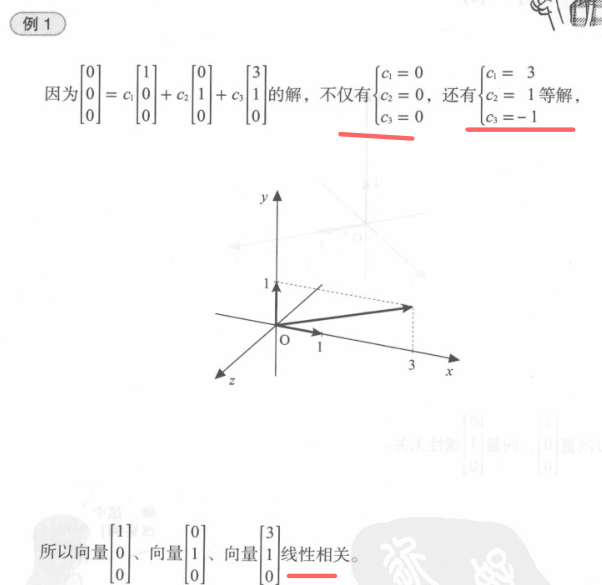 例 1
因为[0 0 0] = c₁[1 0 0] + c₂[0 1 0] + c₃[3 1 0]的解，不仅有{c₁ = 0 c₂ = 0, c₃ = 0，还有{c₁ = 3 c₂ = 1 c₃ = -1等解，
y
1
O
1
3
x
z
所以向量[1 0 0]、向量[0 1 0]、向量[3 1 0]线性相关。